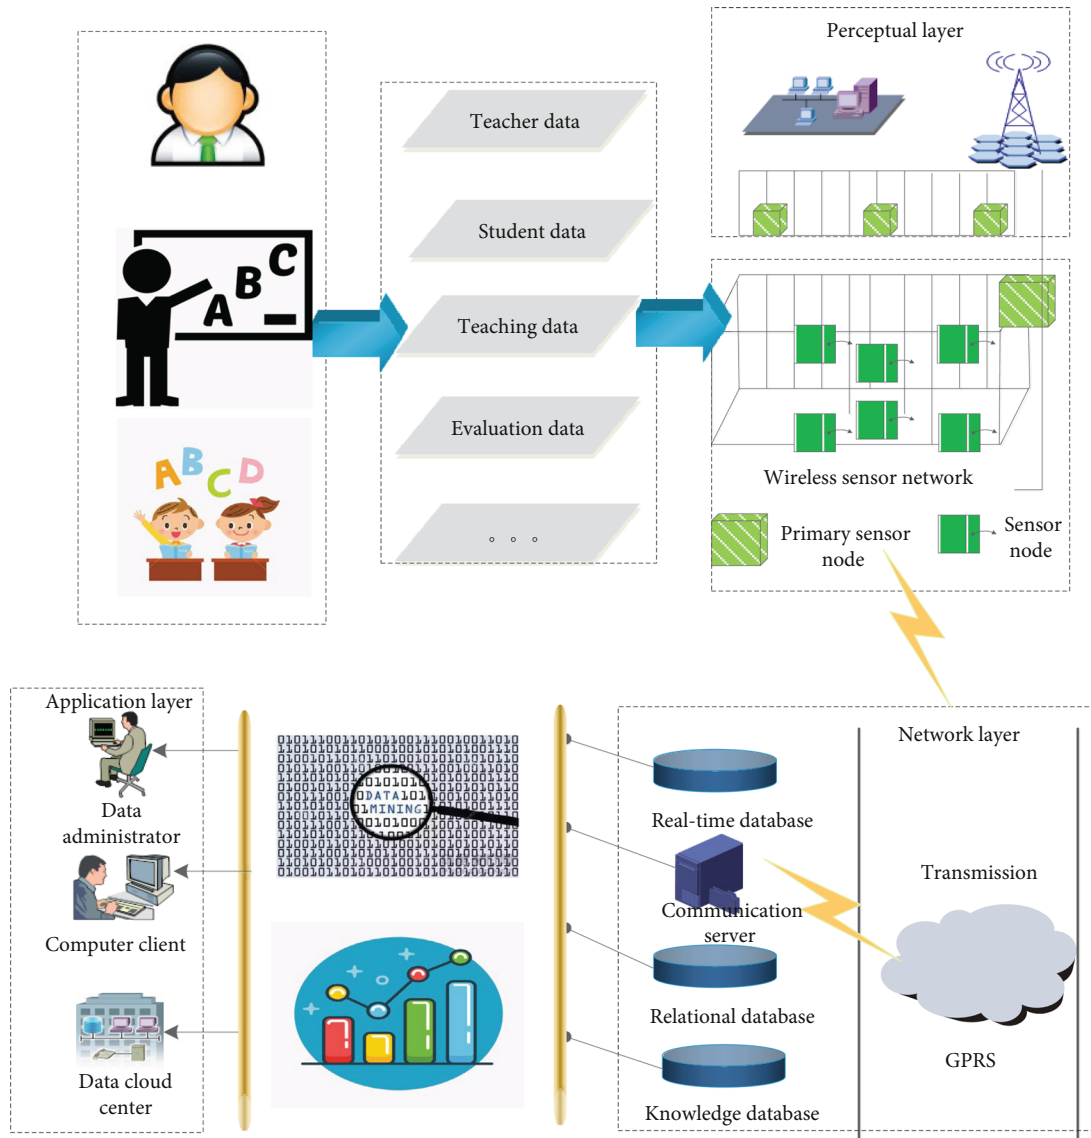 Perceptual layer
Teacher data
Student data
Teaching data
Evaluation data
A B C
A B C D
Wireless sensor network
Primary sensor
node
Sensor
node
Application layer
Data
administrator
Computer client
Data cloud
center
DATA
MINING
Network layer
Real-time database
Communication
server
Relational database
Knowledge database
Transmission
GPRS